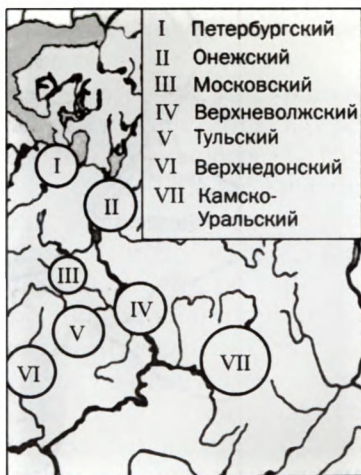 I Петербургский
II Онежский
III Московский
IV Верхневолжский
V Тульский
VI Верхнедонский
VII Камско-
Уральский
I
II
III
IV
V
VI
VII